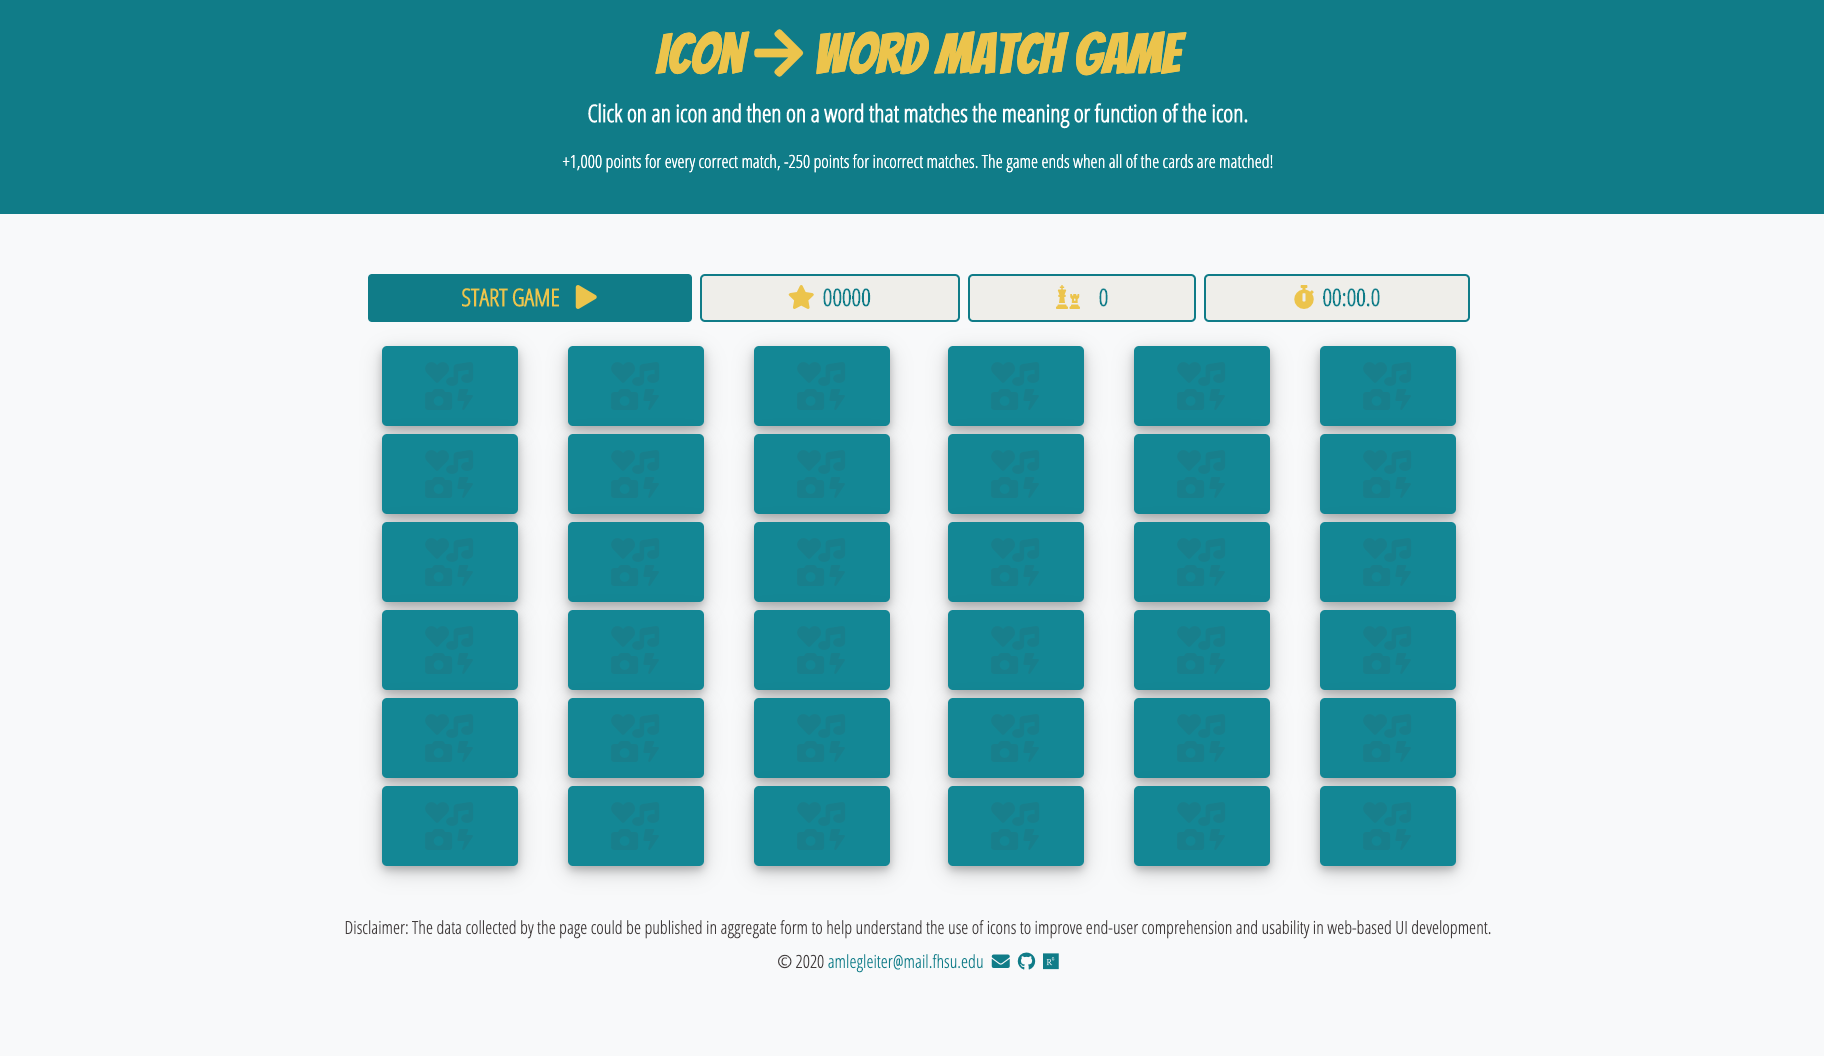 ICON WORD MATCH GAME
Click on an icon and then on a word that matches the meaning or function of the icon.
+1,000 points for every correct match, -250 points for incorrect matches. The game ends when all of the cards are matched!
START GAME
00000
0
00:00.0
Disclaimer: The data collected by the page could be published in aggregate form to help understand the use of icons to improve end-user comprehension and usability in web-based UI development.
© 2020 amlegleiter@mail.fhsu.edu